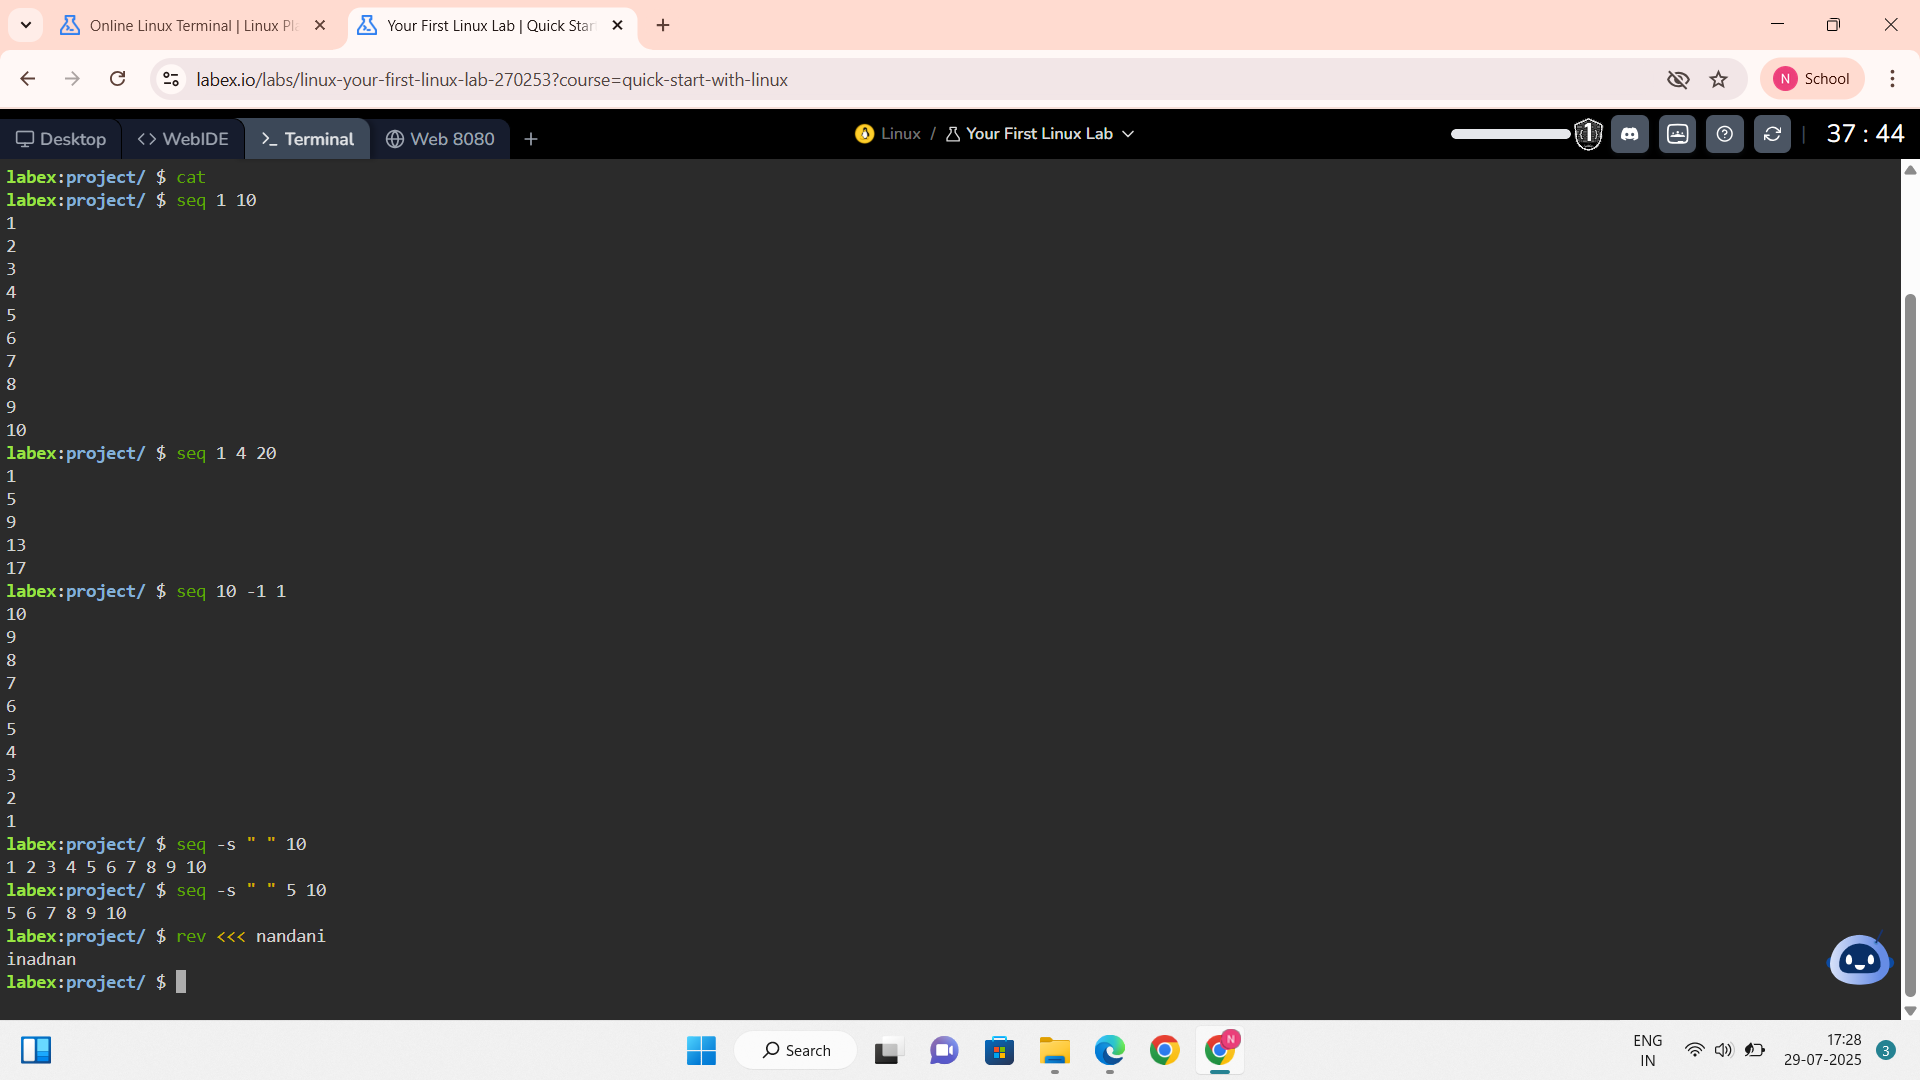 Online Linux Terminal | Linux Pl
Your First Linux Lab | Quick Star
labex.io/labs/linux-your-first-linux-lab-270253?course=quick-start-with-linux
N School
Desktop
WebIDE
Terminal
Web 8080
Linux / Your First Linux Lab
1
37 : 44
labex:project/ $ cat
labex:project/ $ seq 1 10
1
2
3
4
5
6
7
8
9
10
labex:project/ $ seq 1 4 20
1
5
9
13
17
labex:project/ $ seq 10 -1 1
10
9
8
7
6
5
4
3
2
1
labex:project/ $ seq -s " " 10
1 2 3 4 5 6 7 8 9 10
labex:project/ $ seq -s " " 5 10
5 6 7 8 9 10
labex:project/ $ rev <<< nandani
inadnan
labex:project/ $
Search
N
ENG
IN
17:28
29-07-2025
3